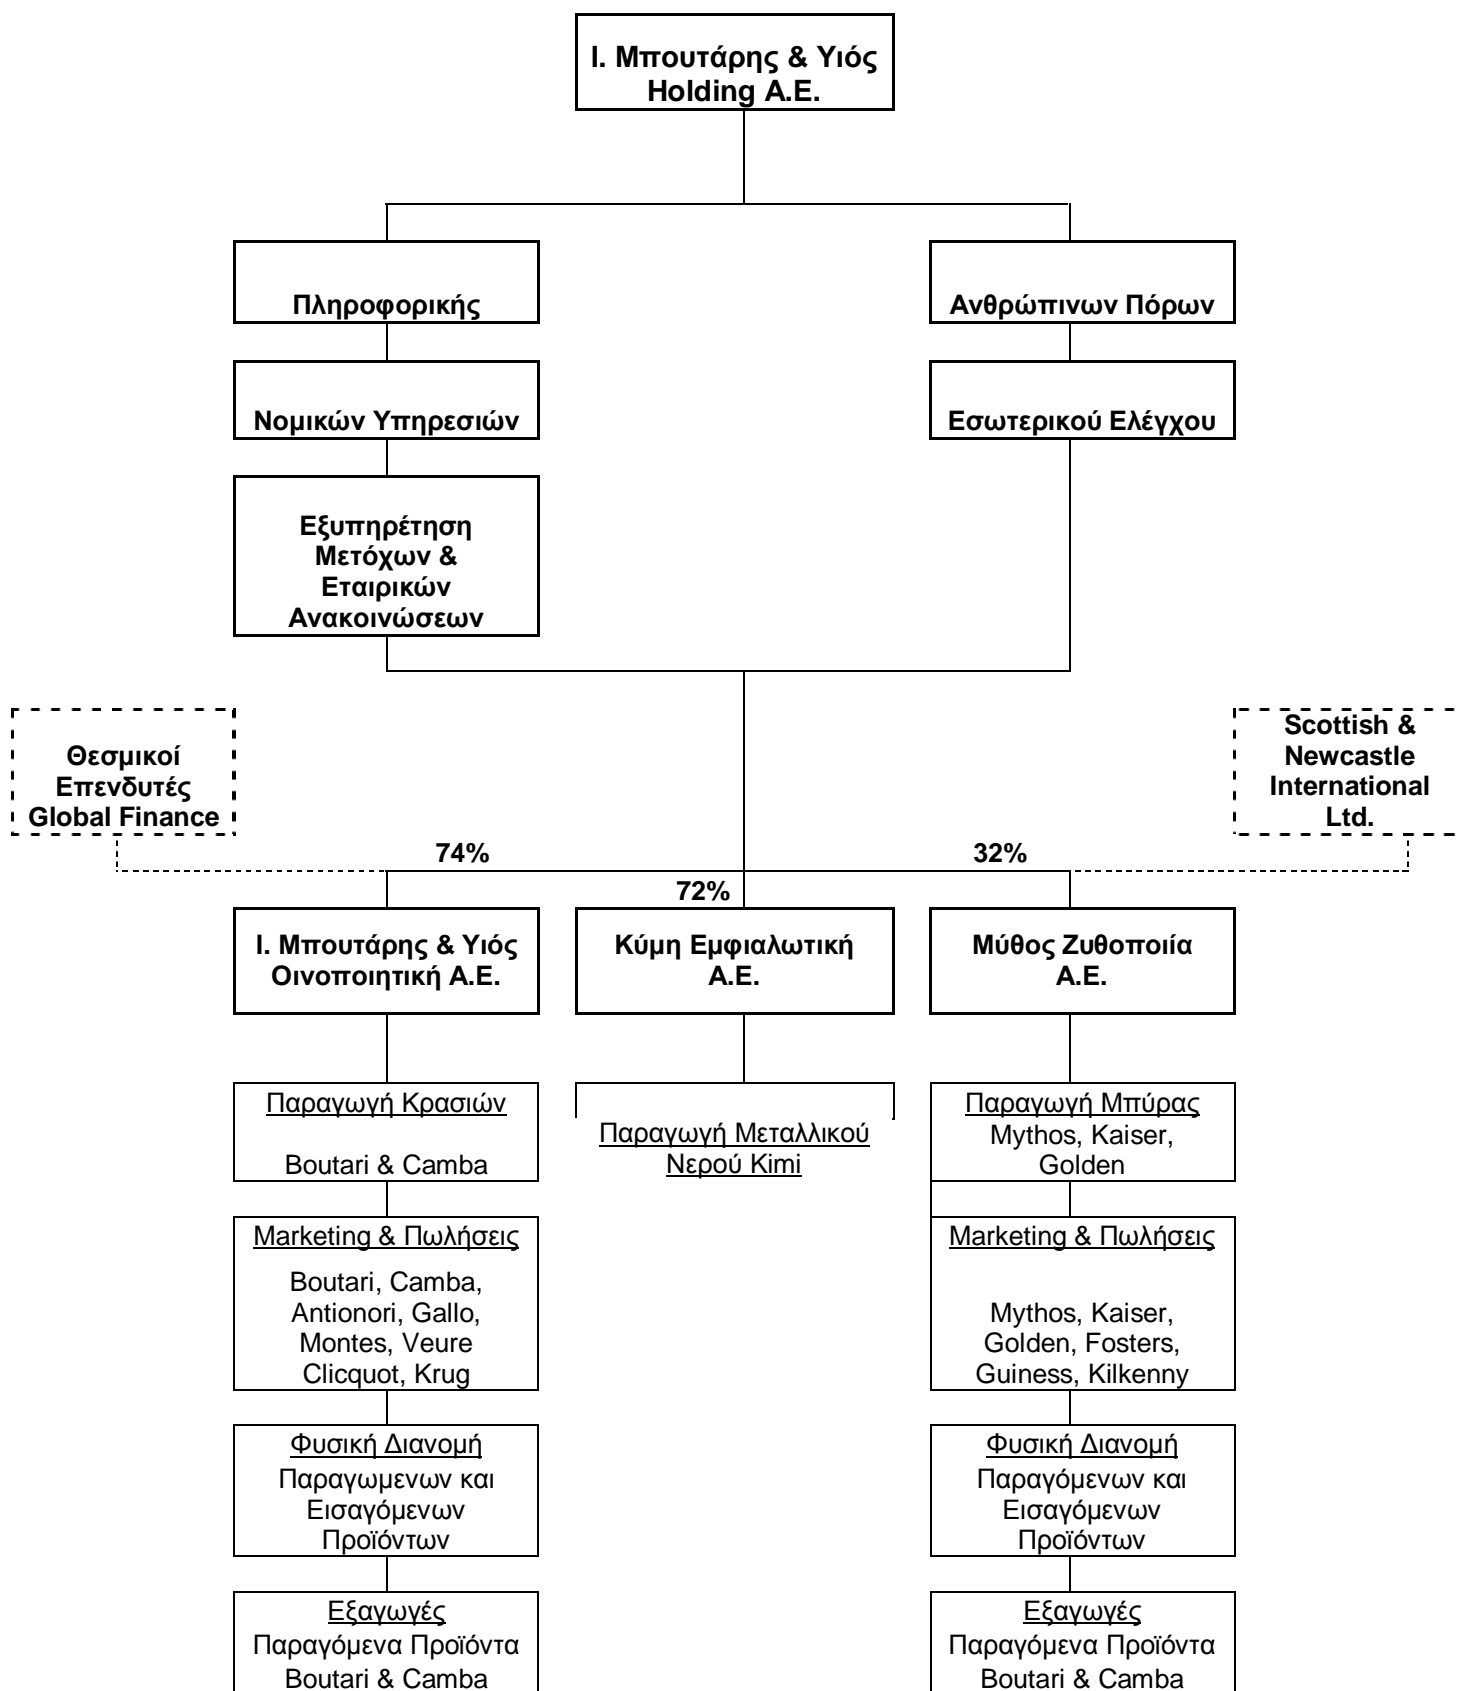 Ι. Μπουτάρης & Υιός
Holding Α.Ε.
Πληροφορικής
Ανθρώπινων Πόρων
Νομικών Υπηρεσιών
Εσωτερικού Ελέγχου
Εξυπηρέτηση
Μετόχων &
Εταιρικών
Ανακοινώσεων
Θεσμικοί
Επενδυτές
Global Finance
Scottish &
Newcastle
International
Ltd.
74%
32%
72%
Ι. Μπουτάρης & Υιός
Οινοποιητική Α.Ε.
Κύμη Εμφιαλωτική
Α.Ε.
Μύθος Ζυθοποιία
Α.Ε.
Παραγωγή Κρασιών
Boutari & Camba
Παραγωγή Μεταλλικού
Νερού Kimi
Παραγωγή Μπύρας
Mythos, Kaiser,
Golden
Marketing & Πωλήσεις
Boutari, Camba,
Antionori, Gallo,
Montes, Veure
Clicquot, Krug
Marketing & Πωλήσεις
Mythos, Kaiser,
Golden, Fosters,
Guiness, Kilkenny
Φυσική Διανομή
Παραγωμενων και
Εισαγόμενων
Προϊόντων
Φυσική Διανομή
Παραγόμενων και
Εισαγόμενων
Προϊόντων
Εξαγωγές
Παραγόμενα Προϊόντα
Boutari & Camba
Εξαγωγές
Παραγόμενα Προϊόντα
Boutari & Camba